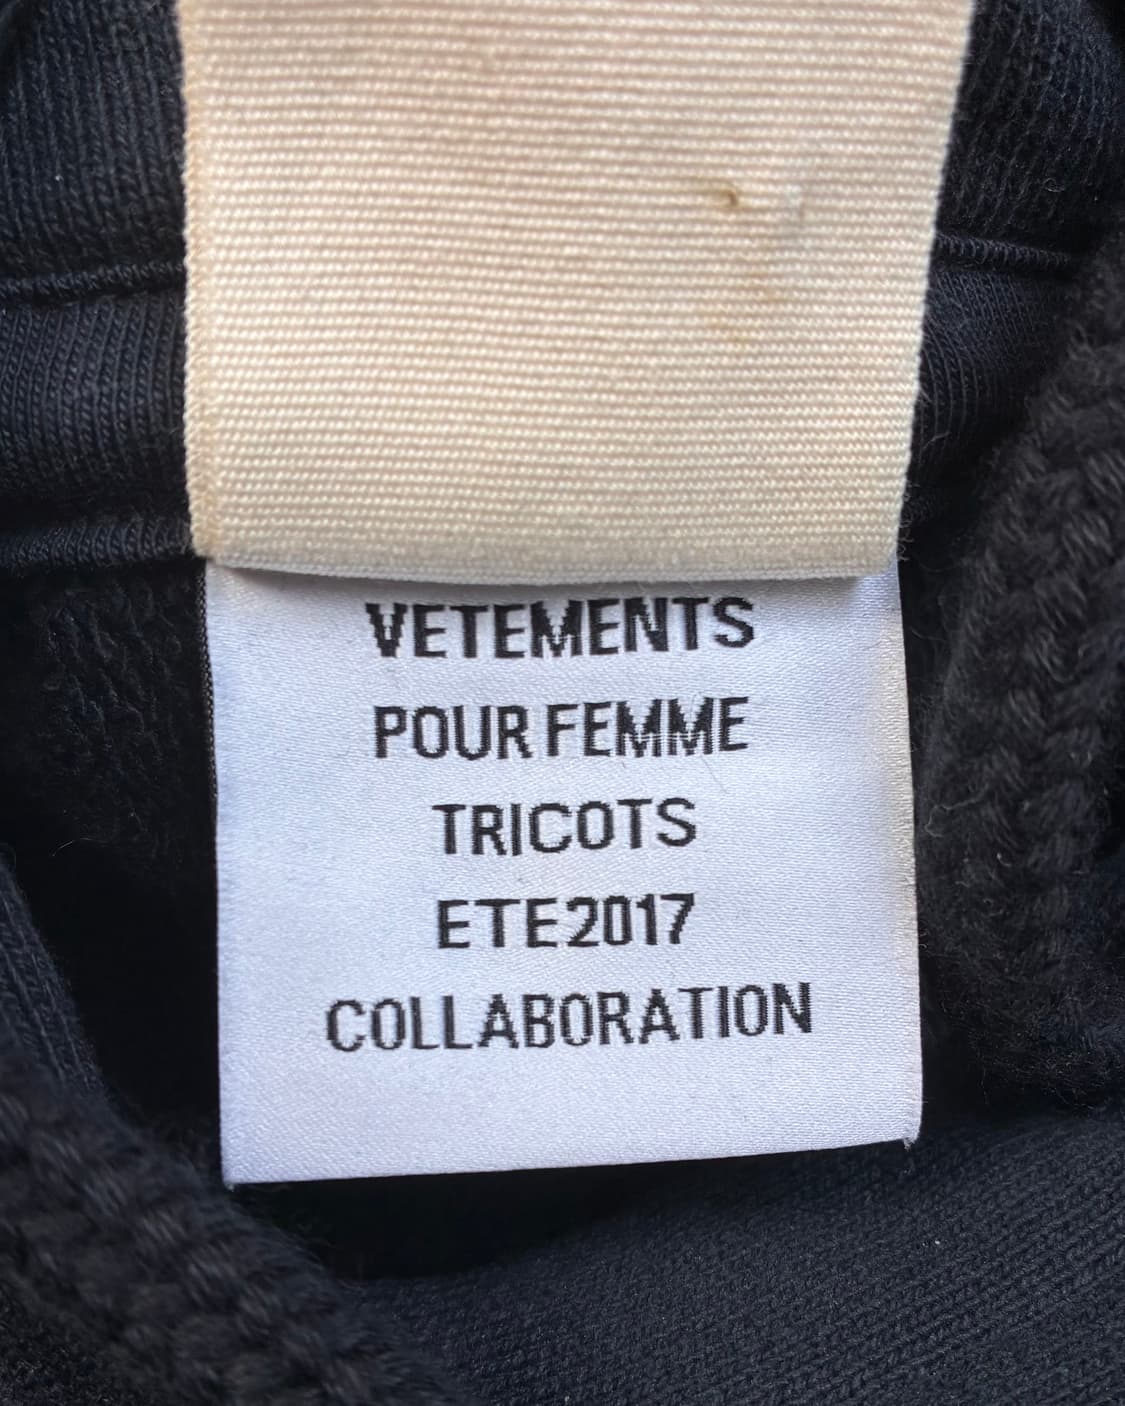 VETEMENTS
POUR FEMME
TRICOTS
ETE2017
COLLABORATION